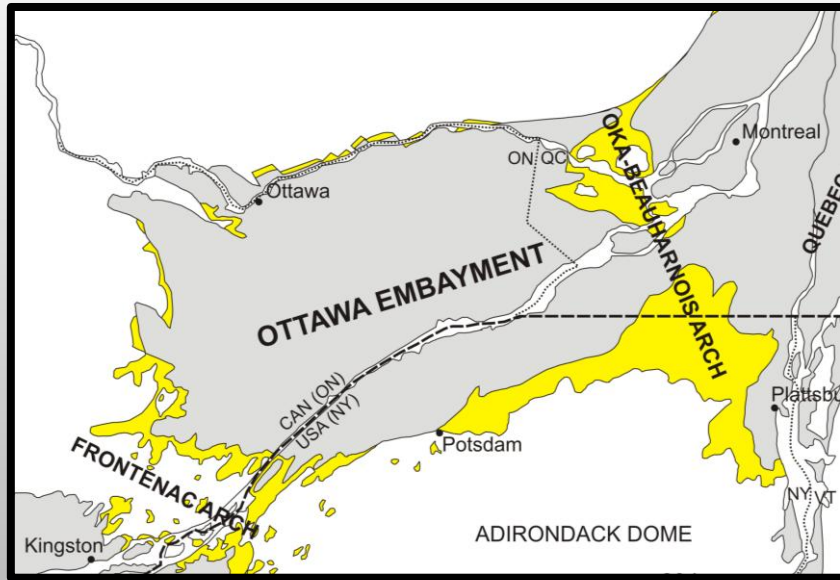 ON QC
Montreal
Ottawa
OKA-BEAUHARNOIS ARCH
QUEBEC
OTTAWA EMBAYMENT
CAN (ON)
USA (NY)
Plattsbu
Potsdam
FRONTENAC ARCH
NY VT
Kingston
ADIRONDACK DOME